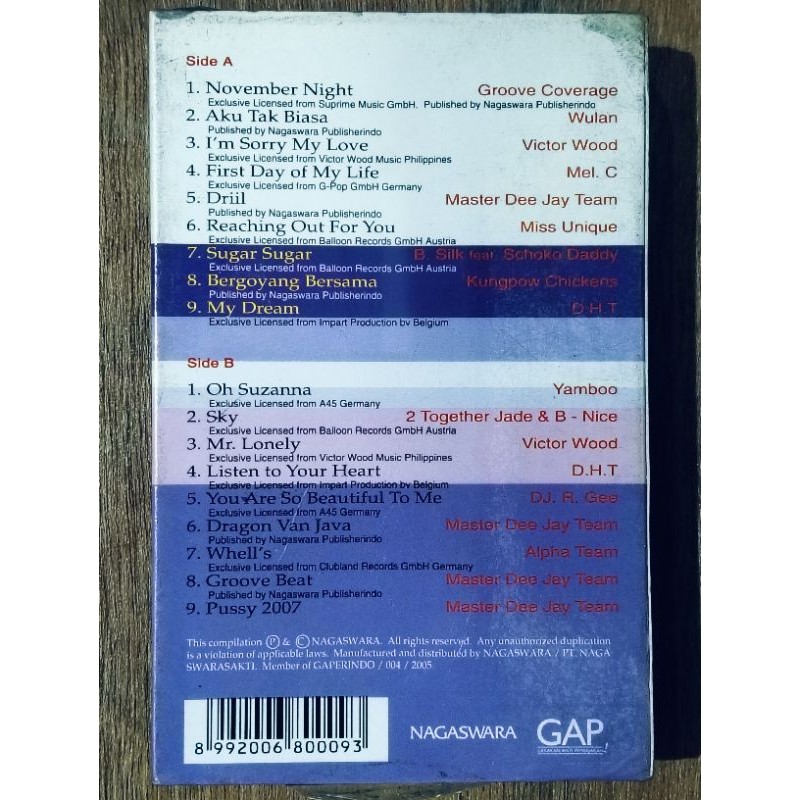 Side A
1. November Night Groove Coverage
Exclusive Licensed from Suprime Music GmbH. Published by Nagaswara Publisherindo
2. Aku Tak Biasa Wulan
Published by Nagaswara Publisherindo
3. I'm Sorry My Love Victor Wood
Exclusive Licensed from Victor Wood Music Philippines
4. First Day of My Life Mel. C
Exclusive Licensed from G-Pop GmbH Germany
5. Driil Master Dee Jay Team
Published by Nagaswara Publisherindo
6. Reaching Out For You Miss Unique
Exclusive Licensed from Balloon Records GmbH Austria
7. Sugar Sugar B. Silk feat. Schoko Daddy
Exclusive Licensed from Balloon Records GmbH Austria
8. Bergoyang Bersama Kungpow Chickens
Published by Nagaswara Publisherindo
9. My Dream D.H.T
Exclusive Licensed from Impart Production by Belgium
Side B
1. Oh Suzanna Yamboo
Exclusive Licensed from A45 Germany
2. Sky 2 Together Jade & B - Nice
Exclusive Licensed from Balloon Records GmbH Austria
3. Mr. Lonely Victor Wood
Exclusive Licensed from Victor Wood Music Philippines
4. Listen to Your Heart D.H.T
Exclusive Licensed from Impart Production by Belgium
5. You Are So Beautiful To Me DJ. R. Gee
Exclusive Licensed from A45 Germany
6. Dragon Van Java Master Dee Jay Team
Published by Nagaswara Publisherindo
7. Whell's Alpha Team
Exclusive Licensed from Clubland Records GmbH Germany
8. Groove Beat Master Dee Jay Team
Published by Nagaswara Publisherindo
9. Pussy 2007 Master Dee Jay Team
This compilation Ⓟ & Ⓒ NAGASWARA. All rights reserved. Any unauthorized duplication
is a violation of applicable laws. Manufactured and distributed by NAGASWARA / PT. NAGA
SWARASAKTI. Member of GAPERINDO / 004 / 2005
8 992006 800093
NAGASWARA GAP